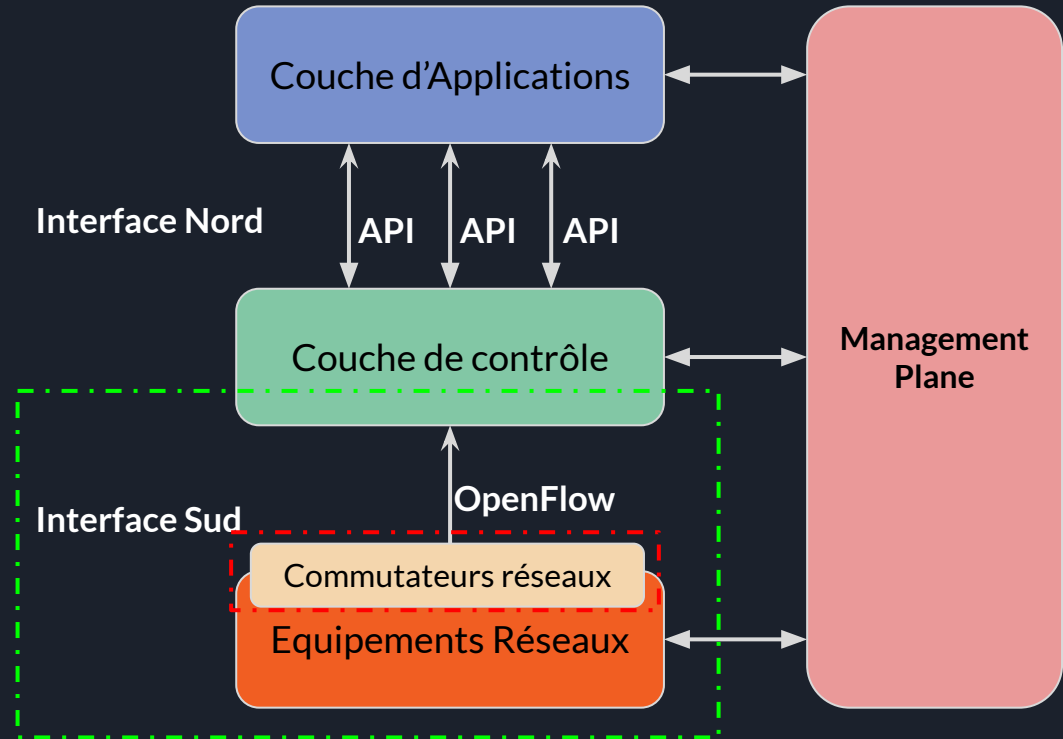 Couche d'Applications
Interface Nord
API
API
API
Couche de contrôle
Management
Plane
OpenFlow
Interface Sud
Commutateurs réseaux
Equipements Réseaux